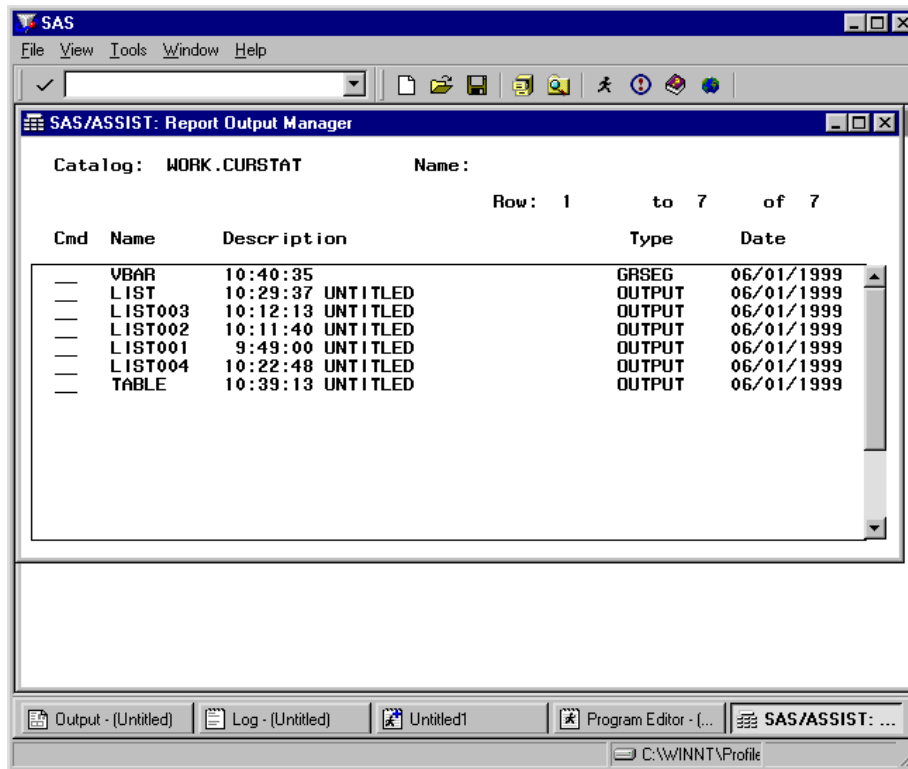 SAS
File View Tools Window Help
SAS/ASSIST: Report Output Manager
Catalog: WORK.CURSTAT Name:
Row: 1 to 7 of 7
Cmd Name Description Type Date
VBAR 10:40:35 GRSEG 06/01/1999
LIST 10:29:37 UNTITLED OUTPUT 06/01/1999
LIST003 10:12:13 UNTITLED OUTPUT 06/01/1999
LIST002 10:11:40 UNTITLED OUTPUT 06/01/1999
LIST001 9:49:00 UNTITLED OUTPUT 06/01/1999
LIST004 10:22:48 UNTITLED OUTPUT 06/01/1999
TABLE 10:39:13 UNTITLED OUTPUT 06/01/1999
Output - (Untitled) Log - (Untitled) Untitled1 Program Editor - (... SAS/ASSIST: ...
C:\WINNT\Profile